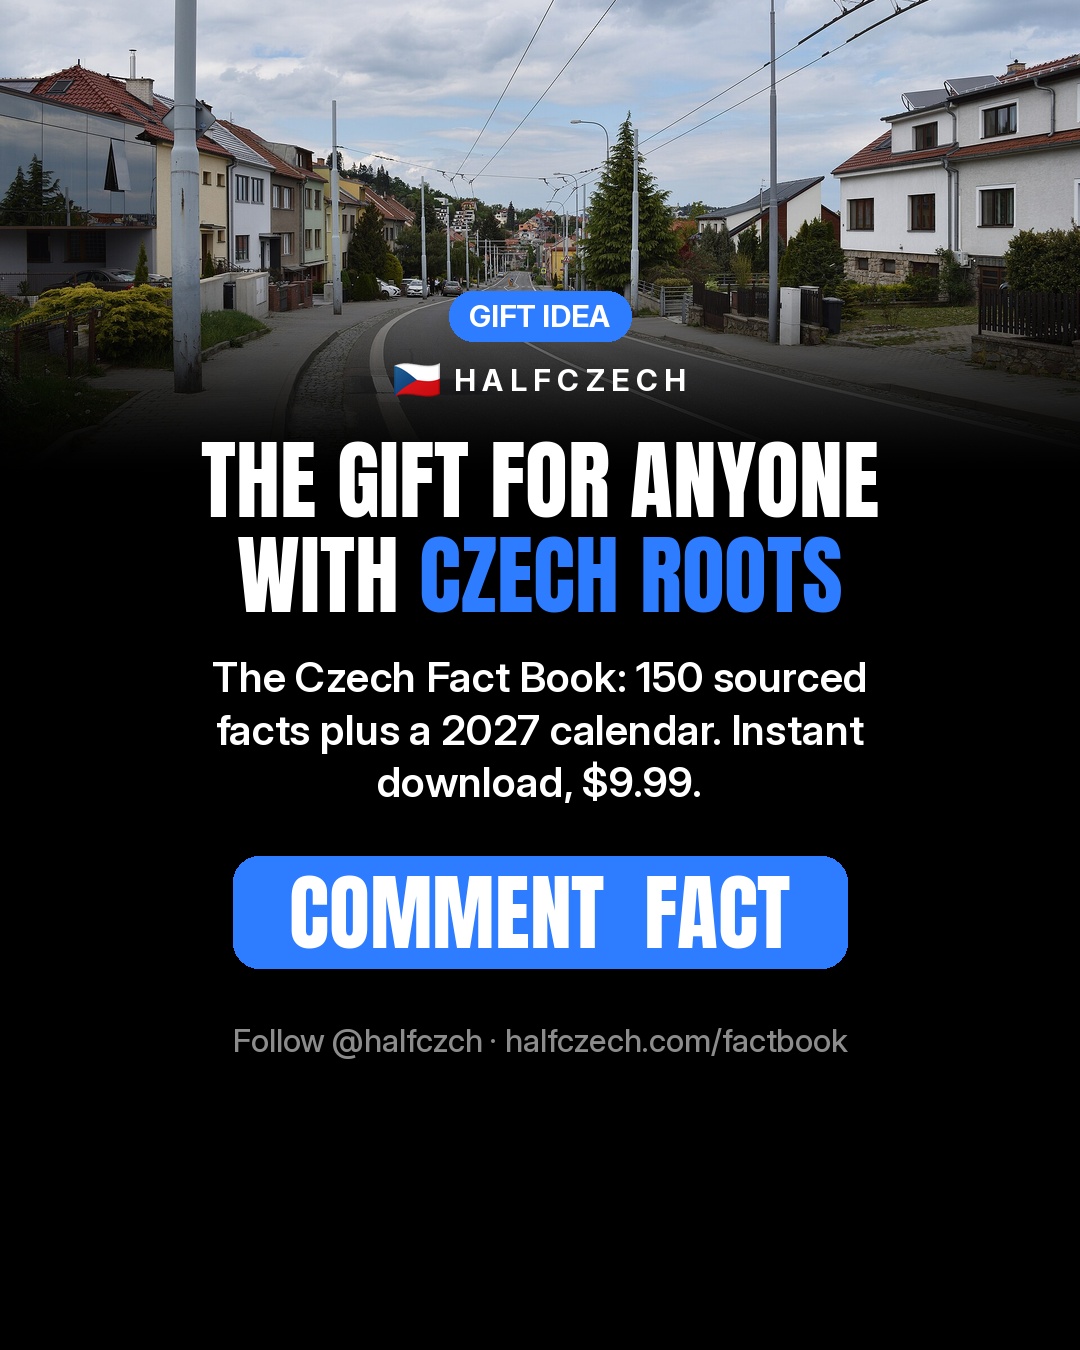 GIFT IDEA
🇨🇿 HALFCZECH
THE GIFT FOR ANYONE
WITH CZECH ROOTS
The Czech Fact Book: 150 sourced
facts plus a 2027 calendar. Instant
download, $9.99.
COMMENT FACT
Follow @halfczch · halfczech.com/factbook